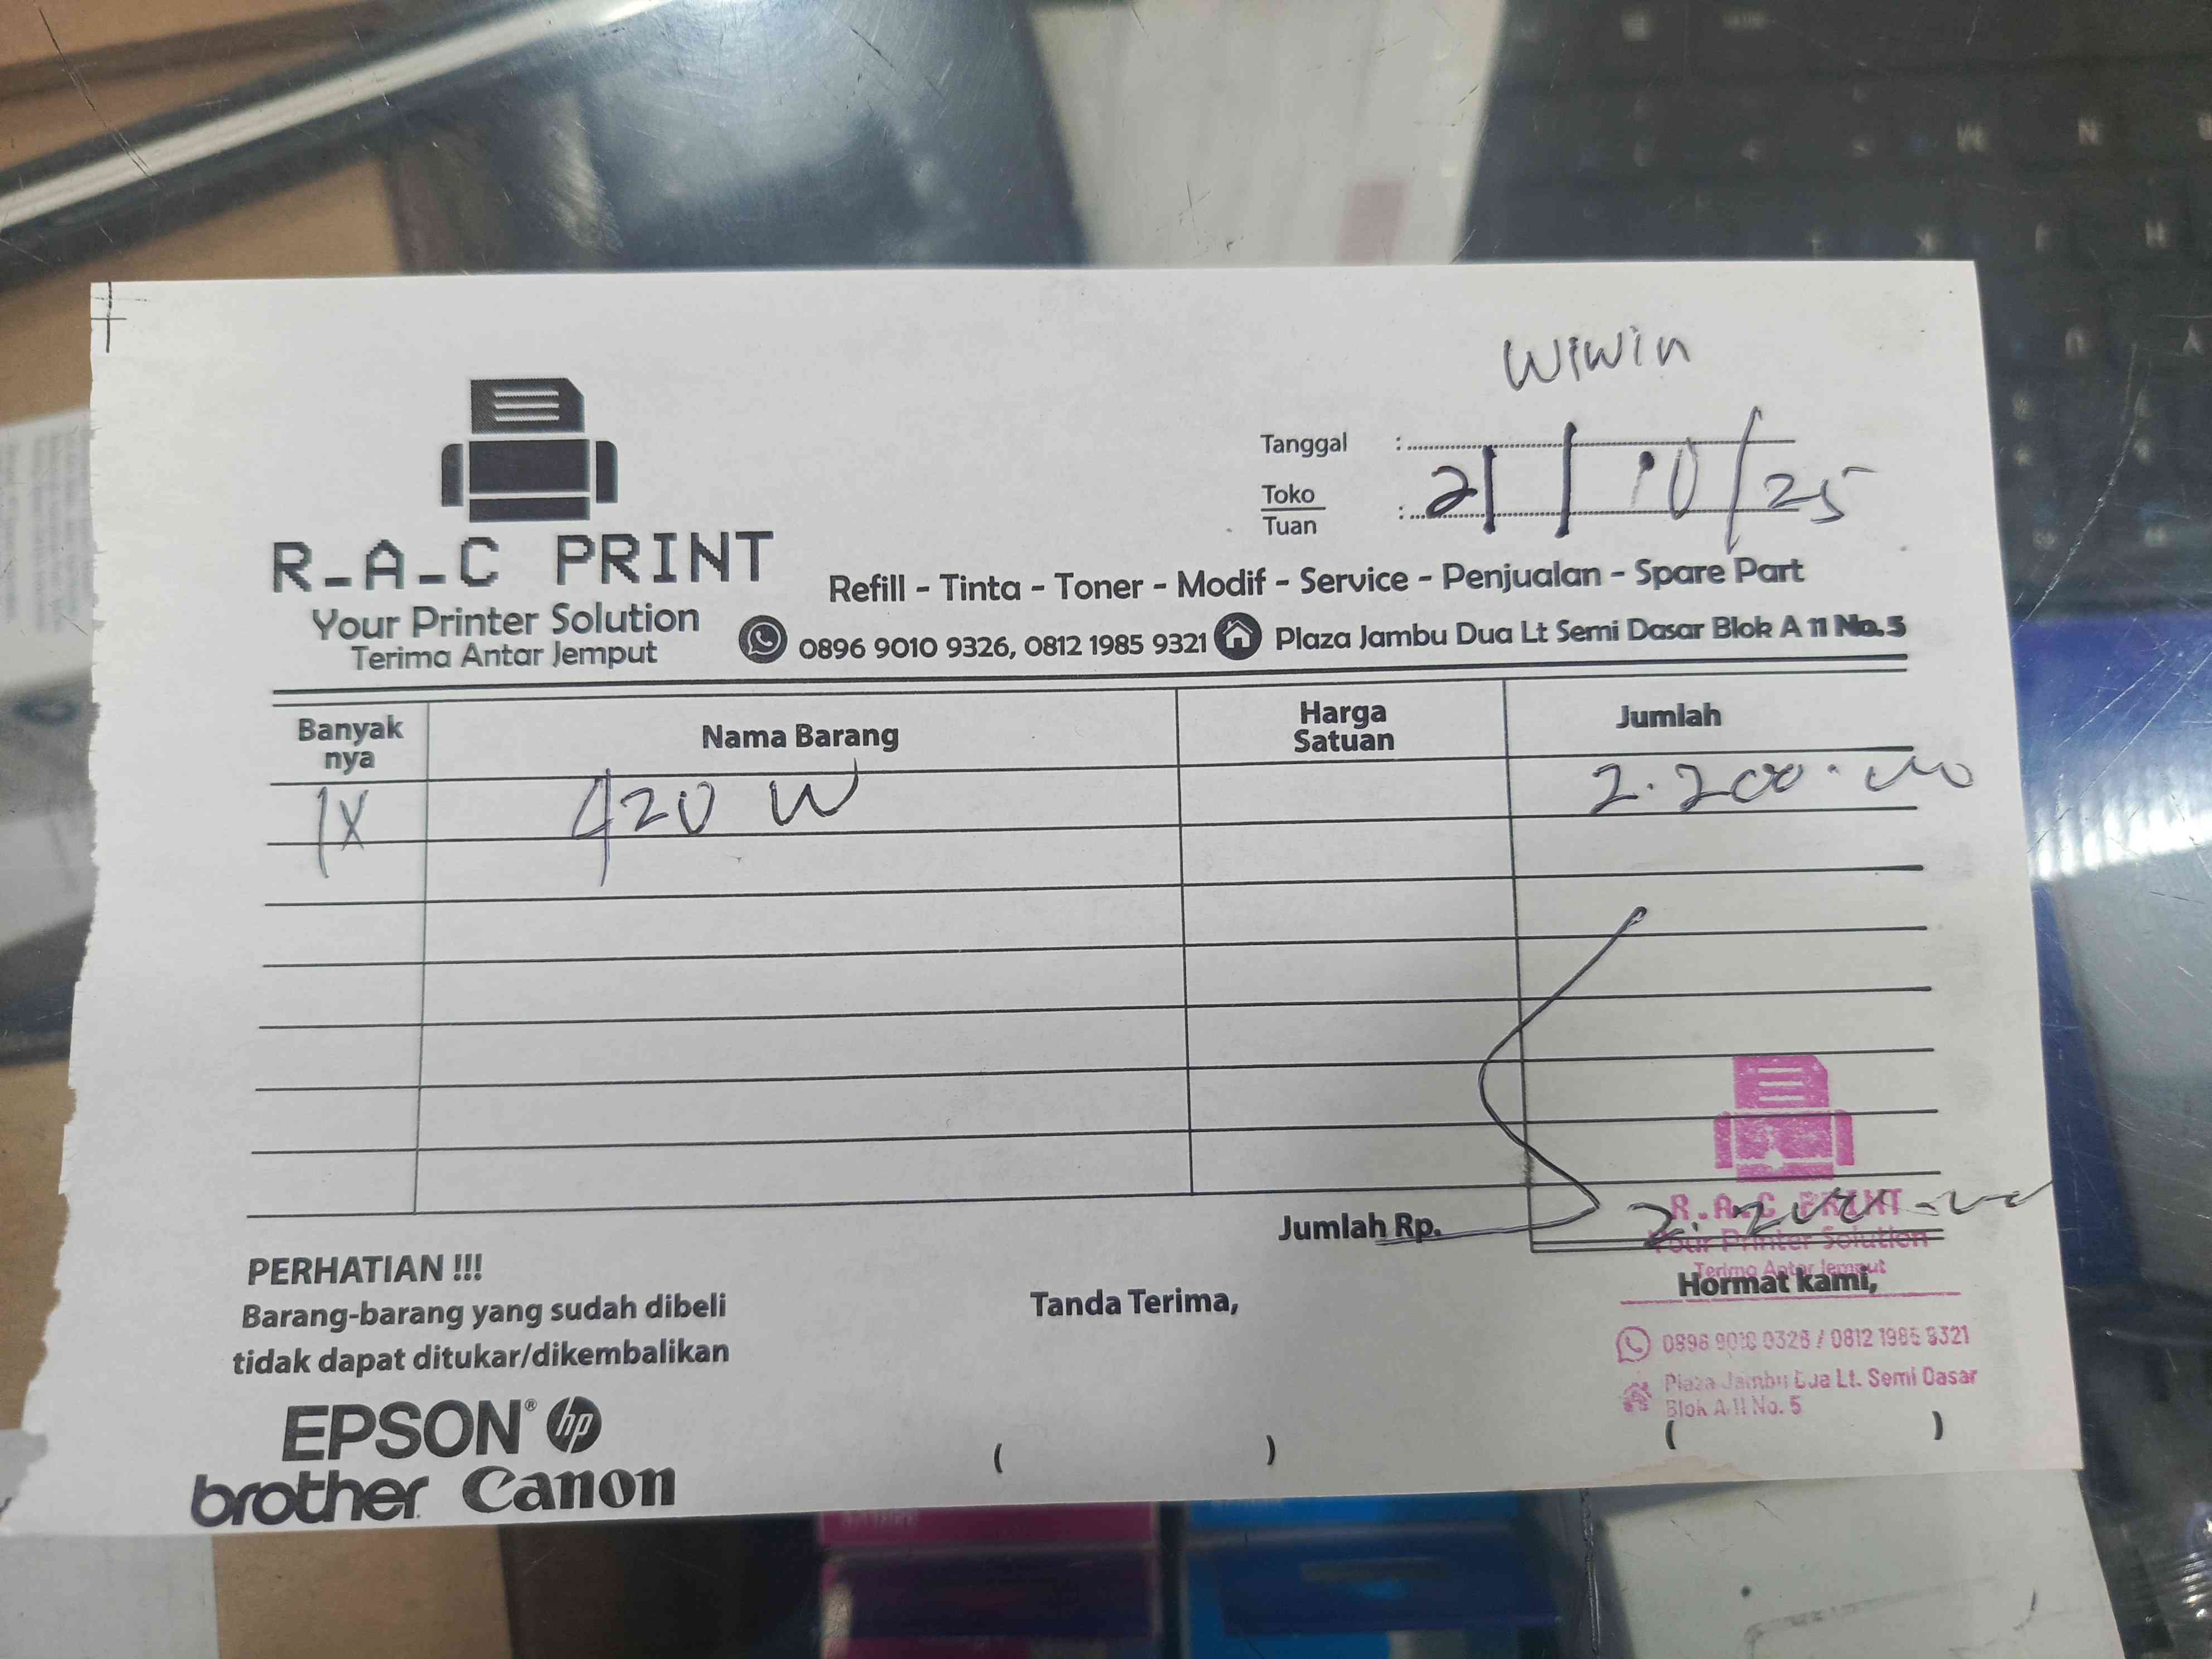 Wiwin
Tanggal :
21/10/25
Toko
Tuan :
R-A-C PRINT
Your Printer Solution
Terima Antar Jemput
Refill - Tinta - Toner - Modif - Service - Penjualan - Spare Part
0896 9010 9326, 0812 1985 9321 Plaza Jambu Dua Lt Semi Dasar Blok A 11 No.5
Banyak nya Nama Barang Harga Satuan Jumlah
1X 420 W 2.200.000
Jumlah Rp. 2.200.000
R.A.C PRINT
Your Printer Solution
Terima Antar Jemput
PERHATIAN !!!
Barang-barang yang sudah dibeli
tidak dapat ditukar/dikembalikan
Tanda Terima,
Hormat kami,
0896 9010 9326 / 0812 1985 9321
Plaza Jambu Dua Lt. Semi Dasar
Blok A 11 No. 5
EPSON® hp
brother Canon
( )
( )